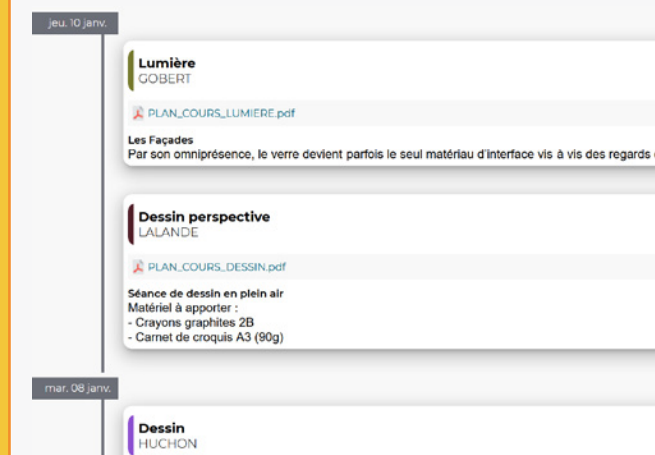 jeu. 10 janv.
Lumière
GOBERT
PLAN_COURS_LUMIERE.pdf
Les Façades
Par son omniprésence, le verre devient parfois le seul matériau d'interface vis à vis des regards
Dessin perspective
LALANDE
PLAN_COURS_DESSIN.pdf
Séance de dessin en plein air
Matériel à apporter :
- Crayons graphites 2B
- Carnet de croquis A3 (90g)
mar. 08 janv.
Dessin
HUCHON